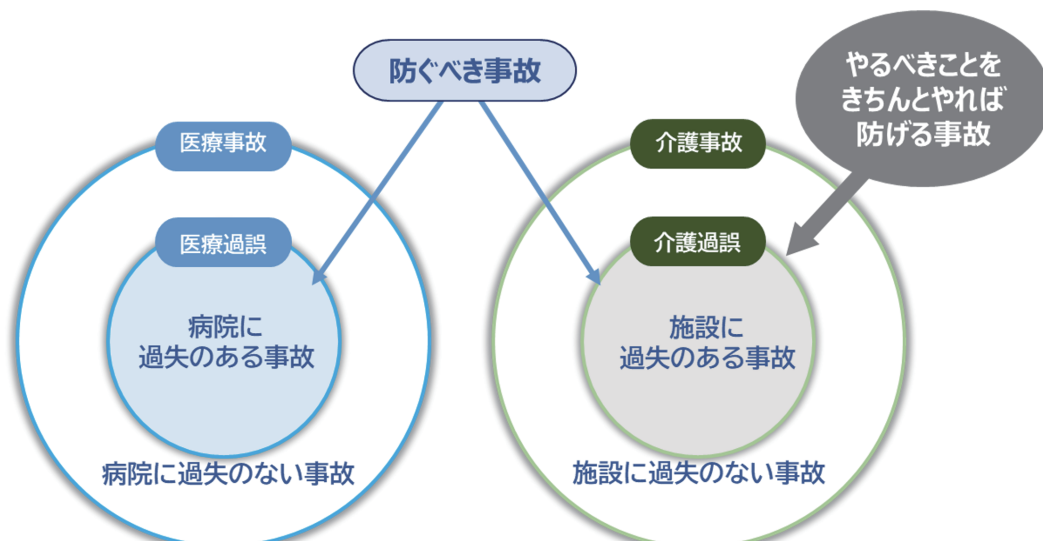 防ぐべき事故
やるべきことを
きちんとやれば
防げる事故
医療事故
医療過誤
病院に
過失のある事故
病院に過失のない事故
介護事故
介護過誤
施設に
過失のある事故
施設に過失のない事故